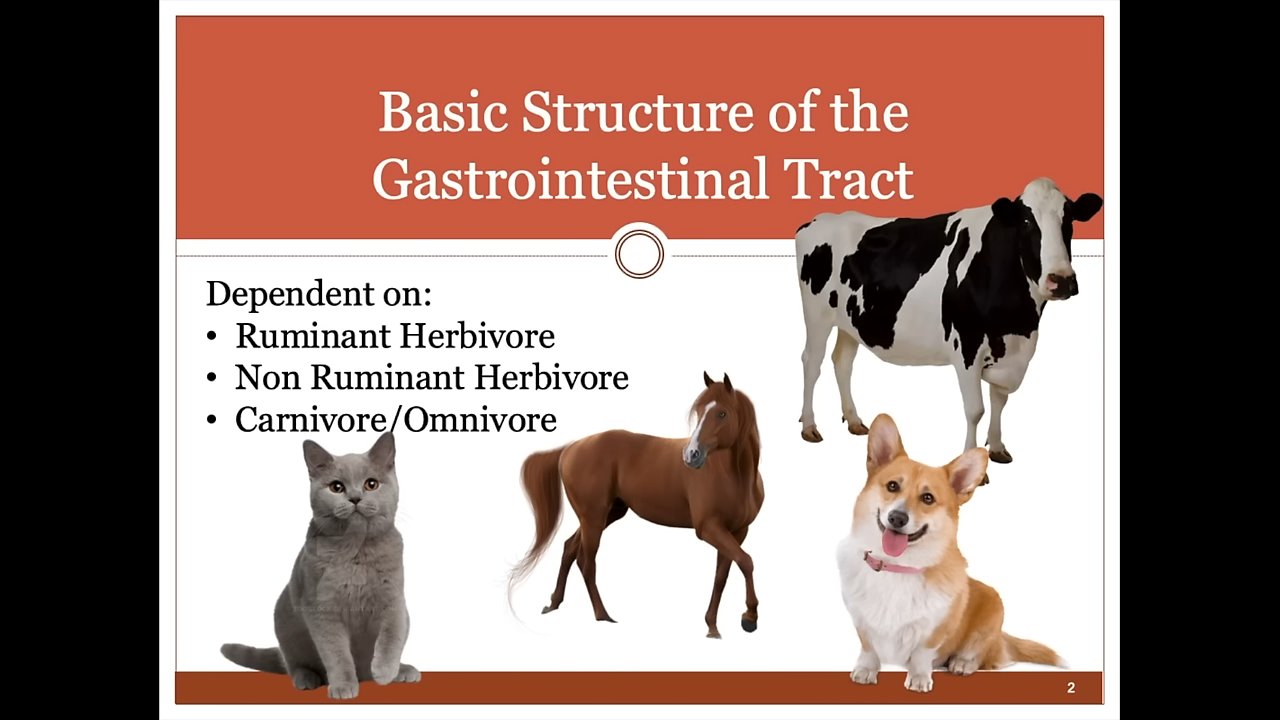 Basic Structure of the
Gastrointestinal Tract
Dependent on:
• Ruminant Herbivore
• Non Ruminant Herbivore
• Carnivore/Omnivore
2